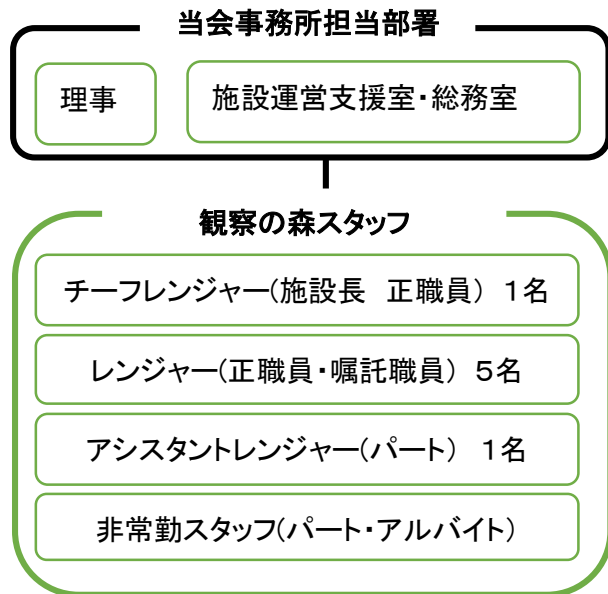 当会事務所担当部署
理事
施設運営支援室・総務室
観察の森スタッフ
チーフレンジャー(施設長　正職員)　1名
レンジャー(正職員・嘱託職員)　5名
アシスタントレンジャー(パート)　1名
非常勤スタッフ(パート・アルバイト)